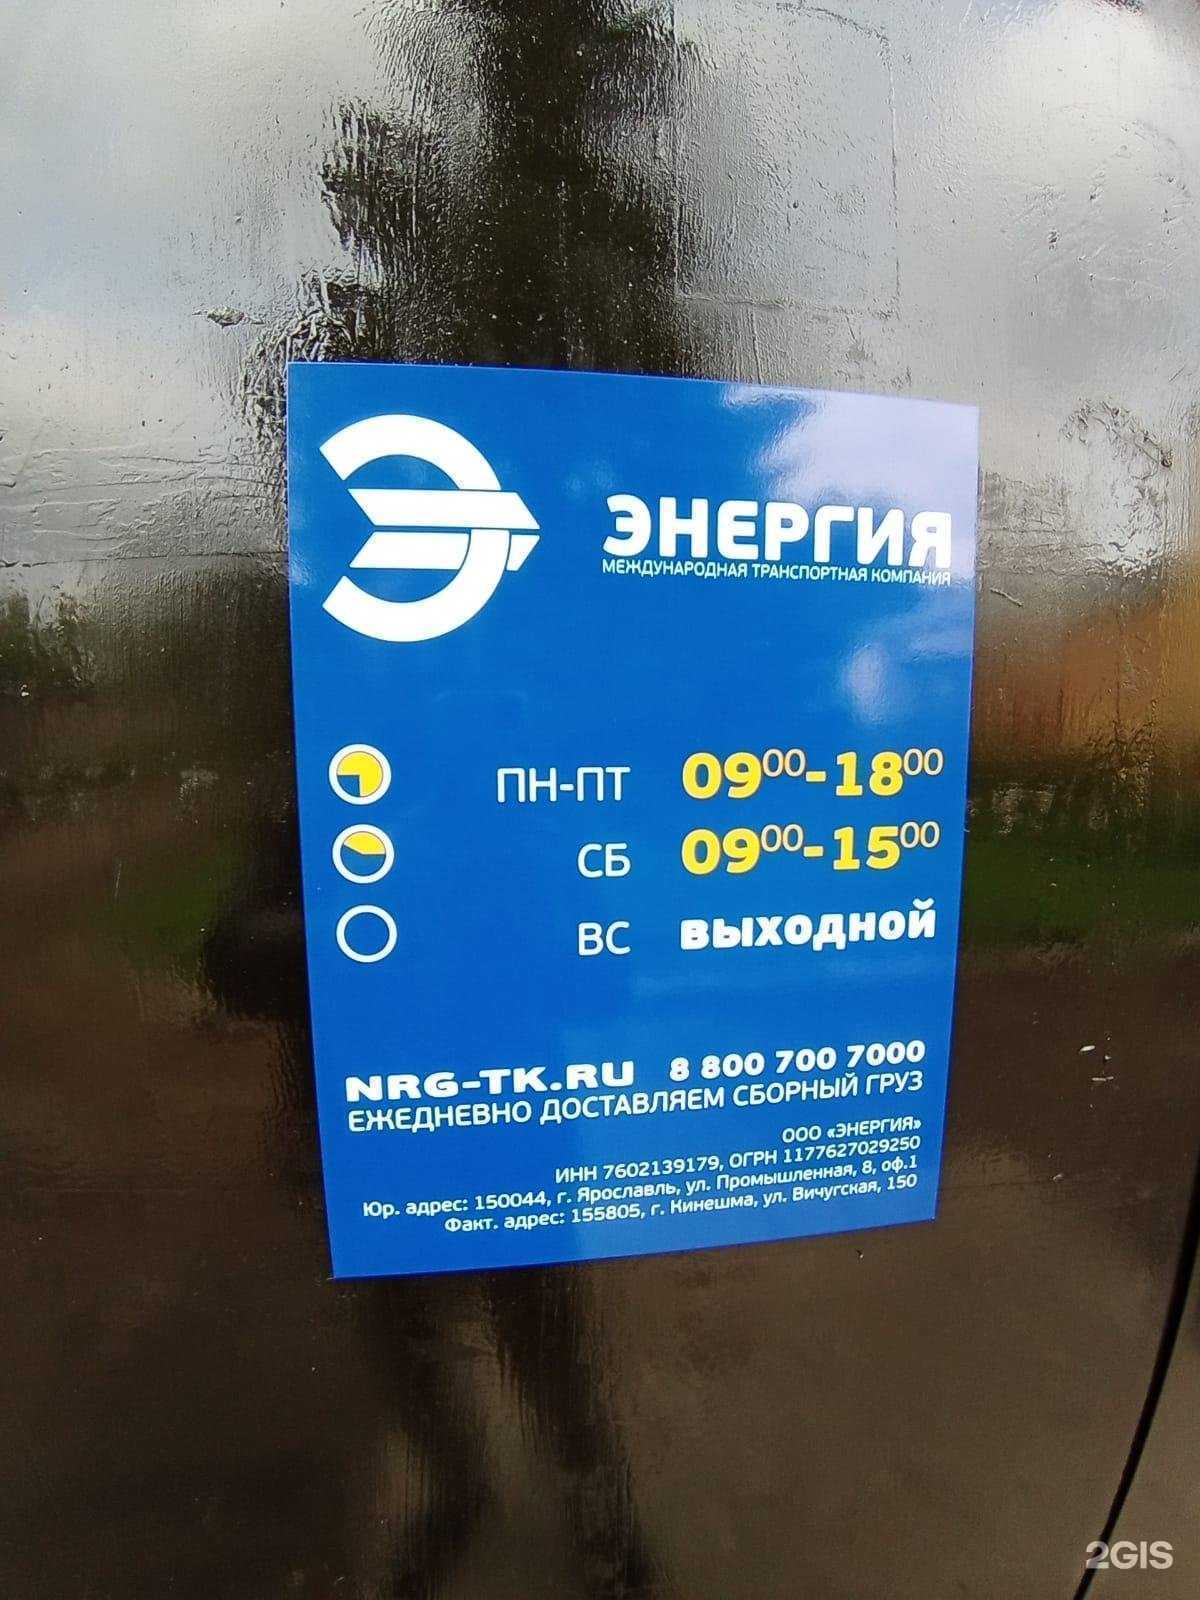 ЭНЕРГИЯ
МЕЖДУНАРОДНАЯ ТРАНСПОРТНАЯ КОМПАНИЯ
ПН-ПТ 09⁰⁰-18⁰⁰
СБ 09⁰⁰-15⁰⁰
ВС ВЫХОДНОЙ
NRG-TK.RU 8 800 700 7000
ЕЖЕДНЕВНО ДОСТАВЛЯЕМ СБОРНЫЙ ГРУЗ
ООО «ЭНЕРГИЯ»
ИНН 7602139179, ОГРН 1177627029250
Юр. адрес: 150044, г. Ярославль, ул. Промышленная, 8, оф.1
Факт. адрес: 155805, г. Кинешма, ул. Вичугская, 150
2GIS